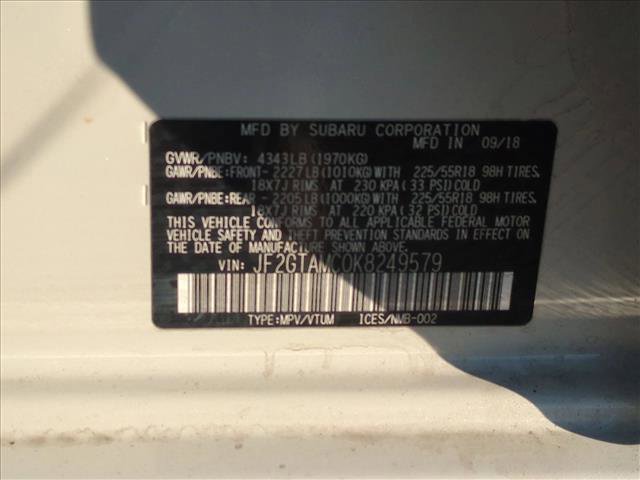 MFD BY SUBARU CORPORATION
MFD IN 09/18
GVWR/PNBV: 4343LB(1970KG)
GAWR/PNBE:FRONT- 2227LB(1010KG)WITH 225/55R18 98H TIRES,
18X7J RIMS AT 230 KPA(33 PSI)COLD
GAWR/PNBE:REAR - 2205LB(1000KG)WITH 225/55R18 98H TIRES,
18X7J RIMS AT 220 KPA(32 PSI)COLD
THIS VEHICLE CONFORMS TO ALL APPLICABLE FEDERAL MOTOR
VEHICLE SAFETY AND THEFT PREVENTION STANDARDS IN EFFECT
ON THE DATE OF MANUFACTURE SHOWN ABOVE.
VIN: JF2GTAMC0K8249579
TYPE:MPV/VTUM ICES/NMB-002